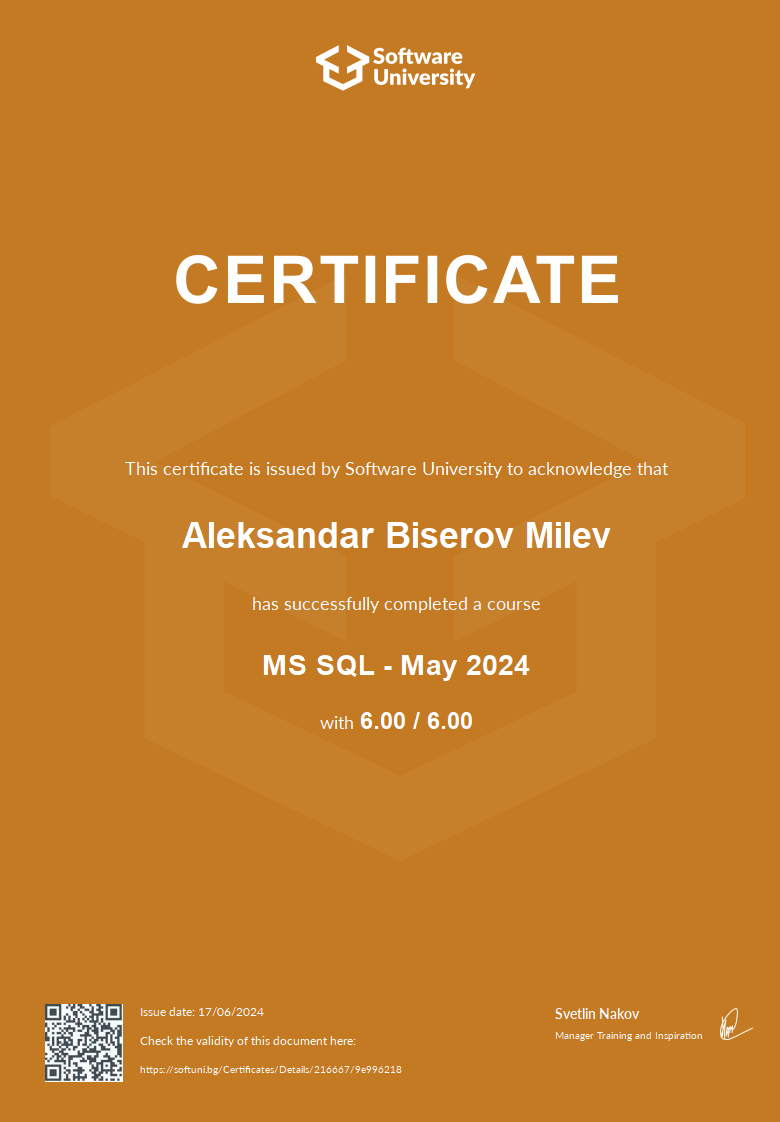 Software
University
CERTIFICATE
This certificate is issued by Software University to acknowledge that
Aleksandar Biserov Milev
has successfully completed a course
MS SQL - May 2024
with 6.00 / 6.00
Issue date: 17/06/2024
Check the validity of this document here:
https://softuni.bg/Certificates/Details/216667/9e996218
Svetlin Nakov
Manager Training and Inspiration